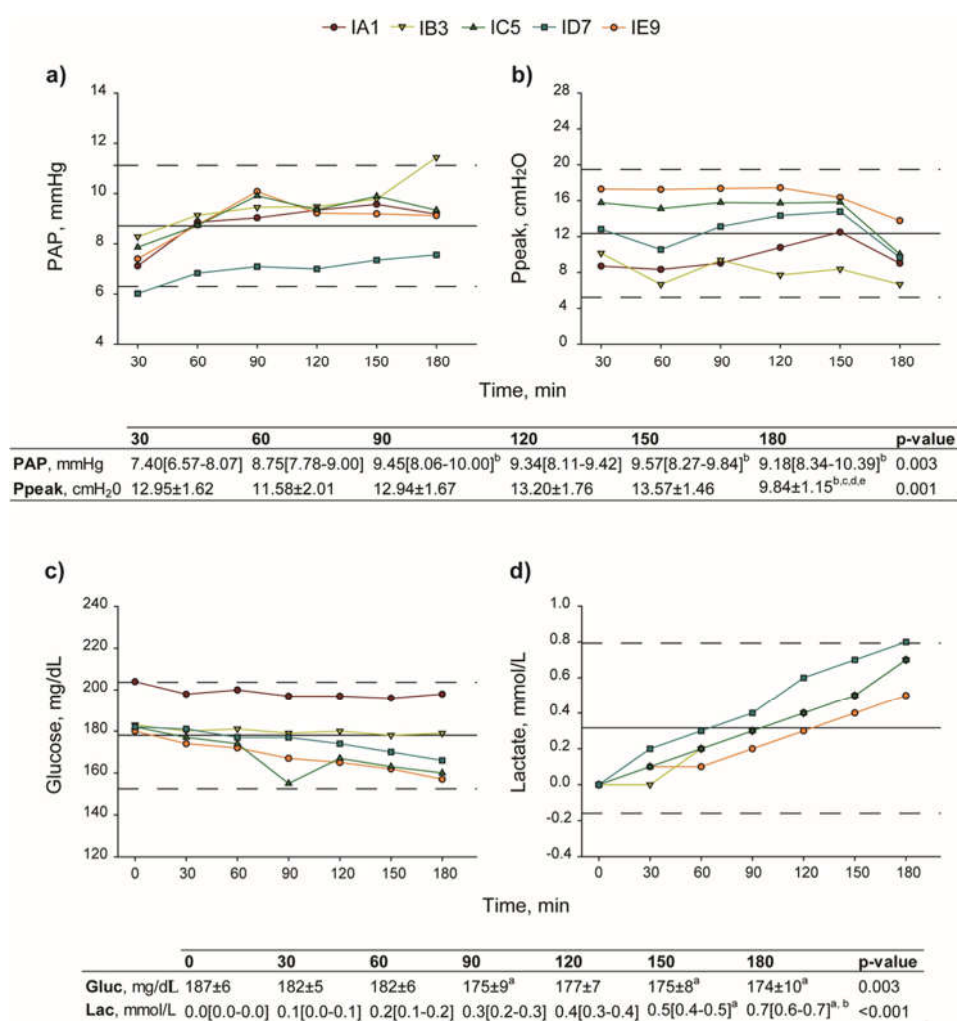 IA1 IB3 IC5 ID7 IE9
a)
14
12
10
8
6
4
PAP, mmHg
30 60 90 120 150 180
b)
28
24
20
16
12
8
4
0
Ppeak, cmH₂O
30 60 90 120 150 180
Time, min
30 60 90 120 150 180 p-value
PAP, mmHg 7.40[6.57-8.07] 8.75[7.78-9.00] 9.45[8.06-10.00]ᵇ 9.34[8.11-9.42] 9.57[8.27-9.84]ᵇ 9.18[8.34-10.39]ᵇ 0.003
Ppeak, cmH₂0 12.95±1.62 11.58±2.01 12.94±1.67 13.20±1.76 13.57±1.46 9.84±1.15ᵇ,ᶜ,ᵈ,ᵉ 0.001
c)
240
220
200
180
160
140
120
Glucose, mg/dL
0 30 60 90 120 150 180
d)
1.0
0.8
0.6
0.4
0.2
0.0
-0.2
-0.4
Lactate, mmol/L
0 30 60 90 120 150 180
Time, min
0 30 60 90 120 150 180 p-value
Gluc, mg/dL 187±6 182±5 182±6 175±9ᵃ 177±7 175±8ᵃ 174±10ᵃ 0.003
Lac, mmol/L 0.0[0.0-0.0] 0.1[0.0-0.1] 0.2[0.1-0.2] 0.3[0.2-0.3] 0.4[0.3-0.4] 0.5[0.4-0.5]ᵃ 0.7[0.6-0.7]ᵃ, ᵇ <0.001